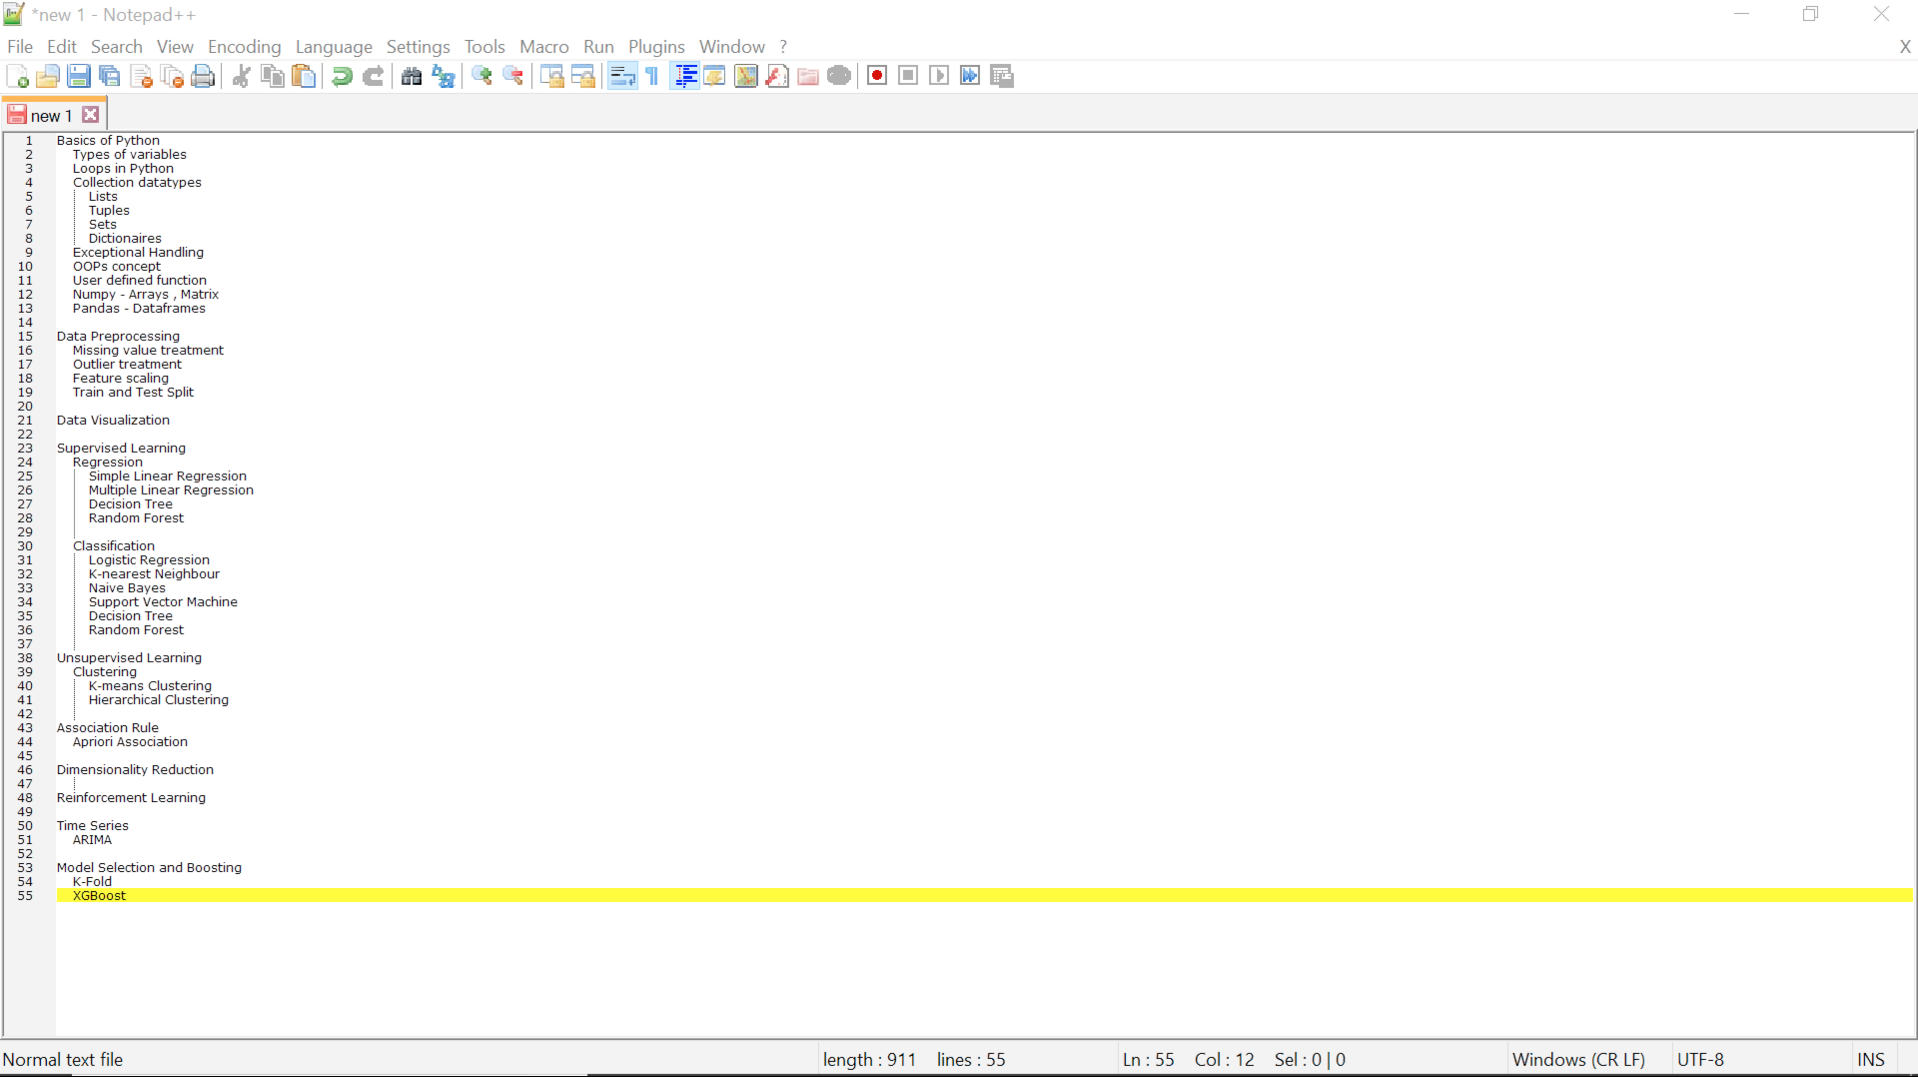 *new 1 - Notepad++
File Edit Search View Encoding Language Settings Tools Macro Run Plugins Window ? X
new 1
1 Basics of Python
2 Types of variables
3 Loops in Python
4 Collection datatypes
5 Lists
6 Tuples
7 Sets
8 Dictionaires
9 Exceptional Handling
10 OOPs concept
11 User defined function
12 Numpy - Arrays , Matrix
13 Pandas - Dataframes
14
15 Data Preprocessing
16 Missing value treatment
17 Outlier treatment
18 Feature scaling
19 Train and Test Split
20
21 Data Visualization
22
23 Supervised Learning
24 Regression
25 Simple Linear Regression
26 Multiple Linear Regression
27 Decision Tree
28 Random Forest
29
30 Classification
31 Logistic Regression
32 K-nearest Neighbour
33 Naive Bayes
34 Support Vector Machine
35 Decision Tree
36 Random Forest
37
38 Unsupervised Learning
39 Clustering
40 K-means Clustering
41 Hierarchical Clustering
42
43 Association Rule
44 Apriori Association
45
46 Dimensionality Reduction
47
48 Reinforcement Learning
49
50 Time Series
51 ARIMA
52
53 Model Selection and Boosting
54 K-Fold
55 XGBoost
Normal text file length : 911 lines : 55 Ln : 55 Col : 12 Sel : 0 | 0 Windows (CR LF) UTF-8 INS